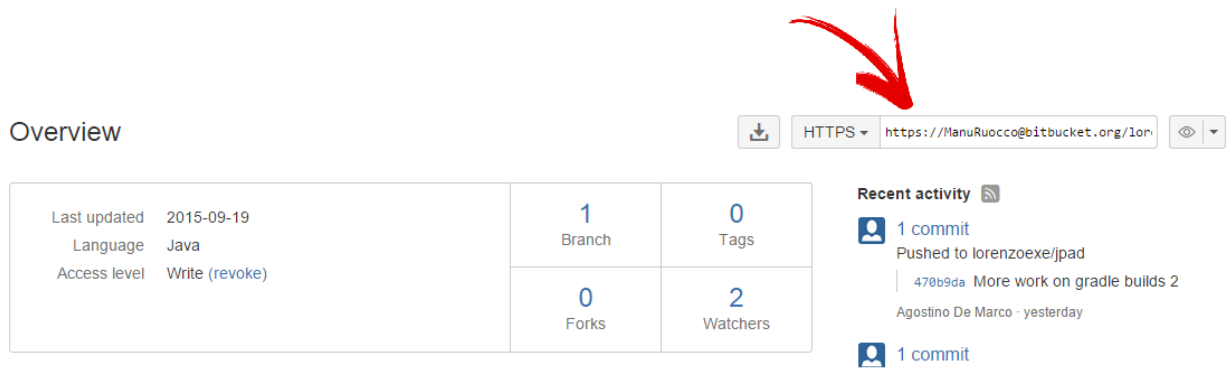 Overview
HTTPS
https://ManuRuocco@bitbucket.org/lor
Last updated 2015-09-19
Language Java
Access level Write (revoke)
1
Branch
0
Tags
0
Forks
2
Watchers
Recent activity
1 commit
Pushed to lorenzoexe/jpad
470b9da More work on gradle builds 2
Agostino De Marco · yesterday
1 commit